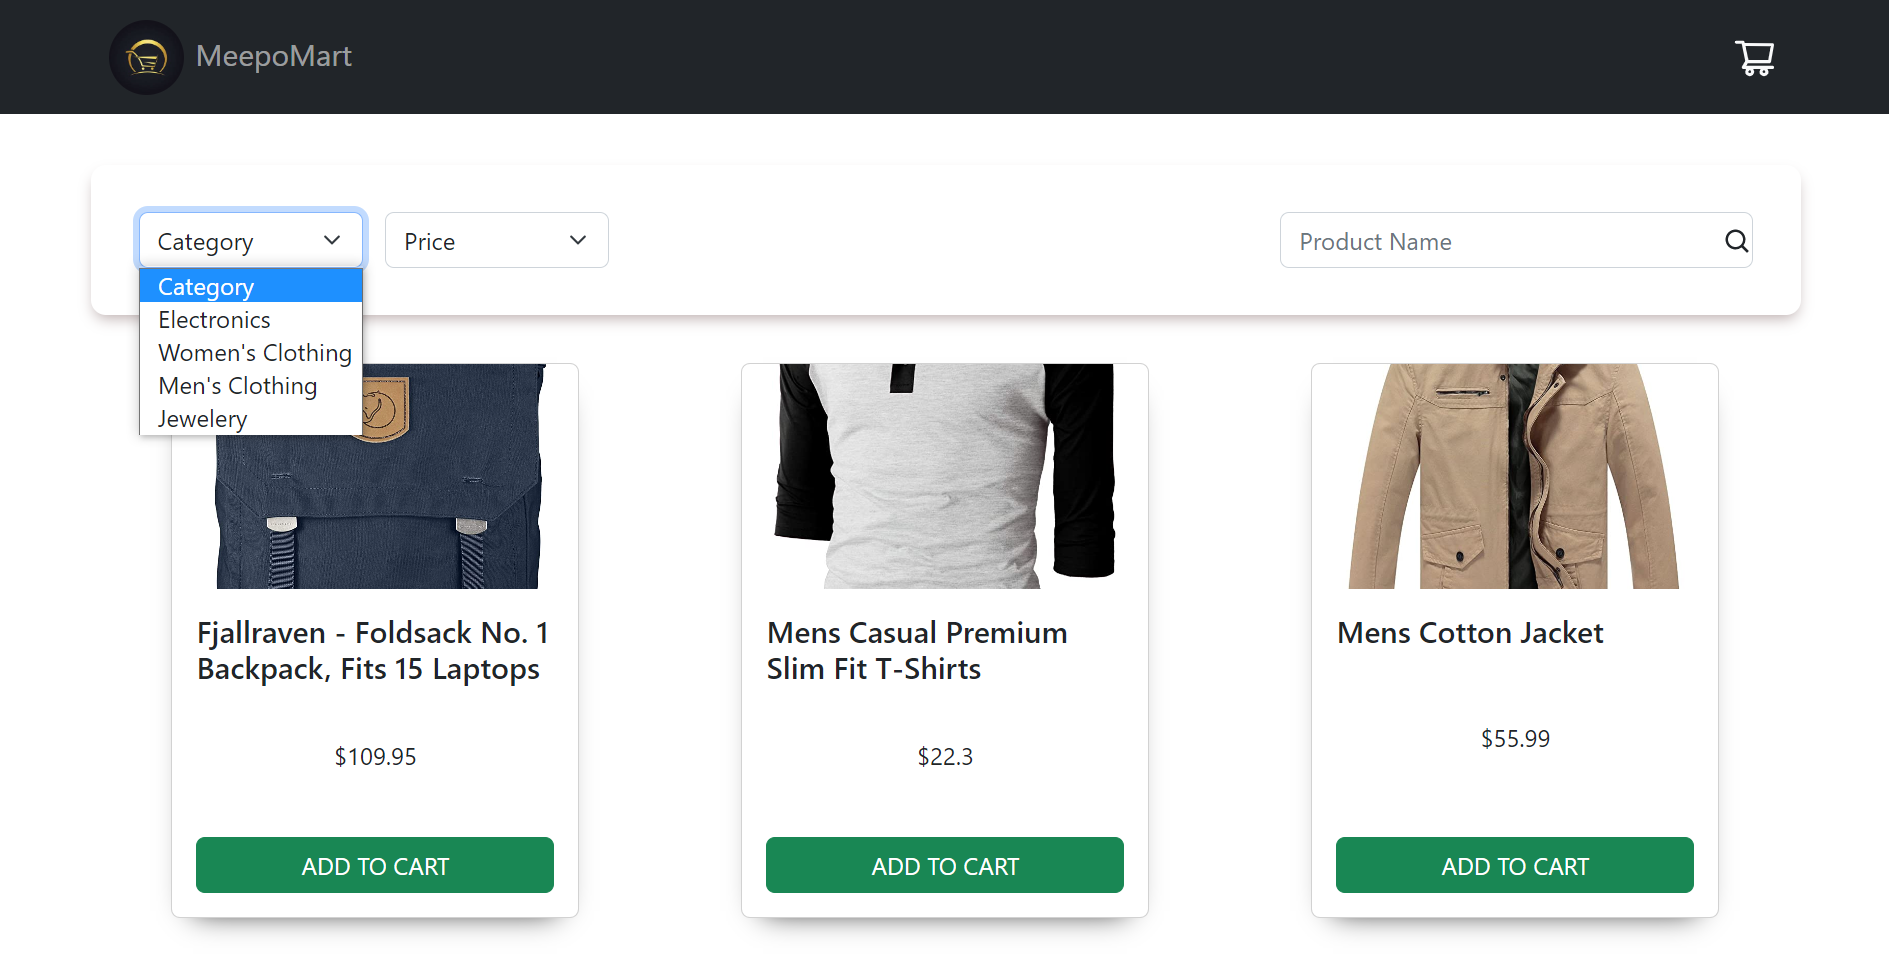 MeepoMart
Category
Price
Product Name
Category
Electronics
Women's Clothing
Men's Clothing
Jewelery
Fjallraven - Foldsack No. 1
Backpack, Fits 15 Laptops
$109.95
ADD TO CART
Mens Casual Premium
Slim Fit T-Shirts
$22.3
ADD TO CART
Mens Cotton Jacket
$55.99
ADD TO CART